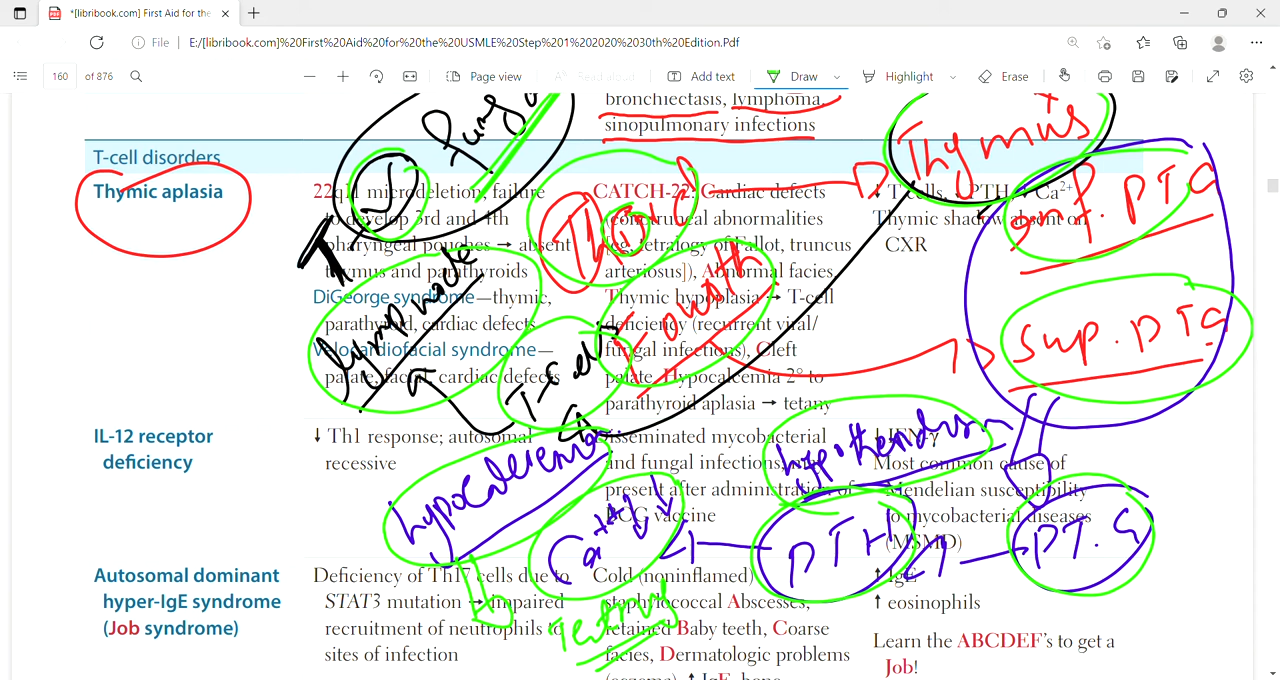 *[libribook.com] First Aid for the
File E:/[libribook.com]%20First%20Aid%20for%20the%20USMLE%20Step%201%202020%2030th%20Edition.Pdf
160 of 876 Page view Read aloud Add text Draw Highlight Erase
bronchiectasis, lymphoma,
sinopulmonary infections
T-cell disorders
Thymic aplasia
22q11 microdeletion; failure
to develop 3rd and 4th
pharyngeal pouches → absent
thymus and parathyroids
DiGeorge syndrome—thymic,
parathyroid, cardiac defects
Velocardiofacial syndrome—
palate, facial, cardiac defects
CATCH-22: Cardiac defects
(conotruncal abnormalities
[eg, tetralogy of Fallot, truncus
arteriosus]), Abnormal facies,
Thymic hypoplasia → T-cell
deficiency (recurrent viral/
fungal infections), Cleft
palate, Hypocalcemia 2° to
parathyroid aplasia → tetany
↓ T cells, ↓ PTH, ↓ Ca2+
Thymic shadow absent on
CXR
IL-12 receptor
deficiency
↓ Th1 response; autosomal
recessive
Disseminated mycobacterial
and fungal infections; may
present after administration of
BCG vaccine
↓ IFN-γ
Most common cause of
Mendelian susceptibility
to mycobacterial diseases
(MSMD)
Autosomal dominant
hyper-IgE syndrome
(Job syndrome)
Deficiency of Th17 cells due to
STAT3 mutation → impaired
recruitment of neutrophils to
sites of infection
Cold (noninflamed)
staphylococcal Abscesses,
retained Baby teeth, Coarse
facies, Dermatologic problems
↑ IgE
↑ eosinophils
Learn the ABCDEF's to get a
Job!
Thymus
Inf. PTG
Sup. PTG
Third
Fourth
lymph node
T-cells
PT.G
PTH